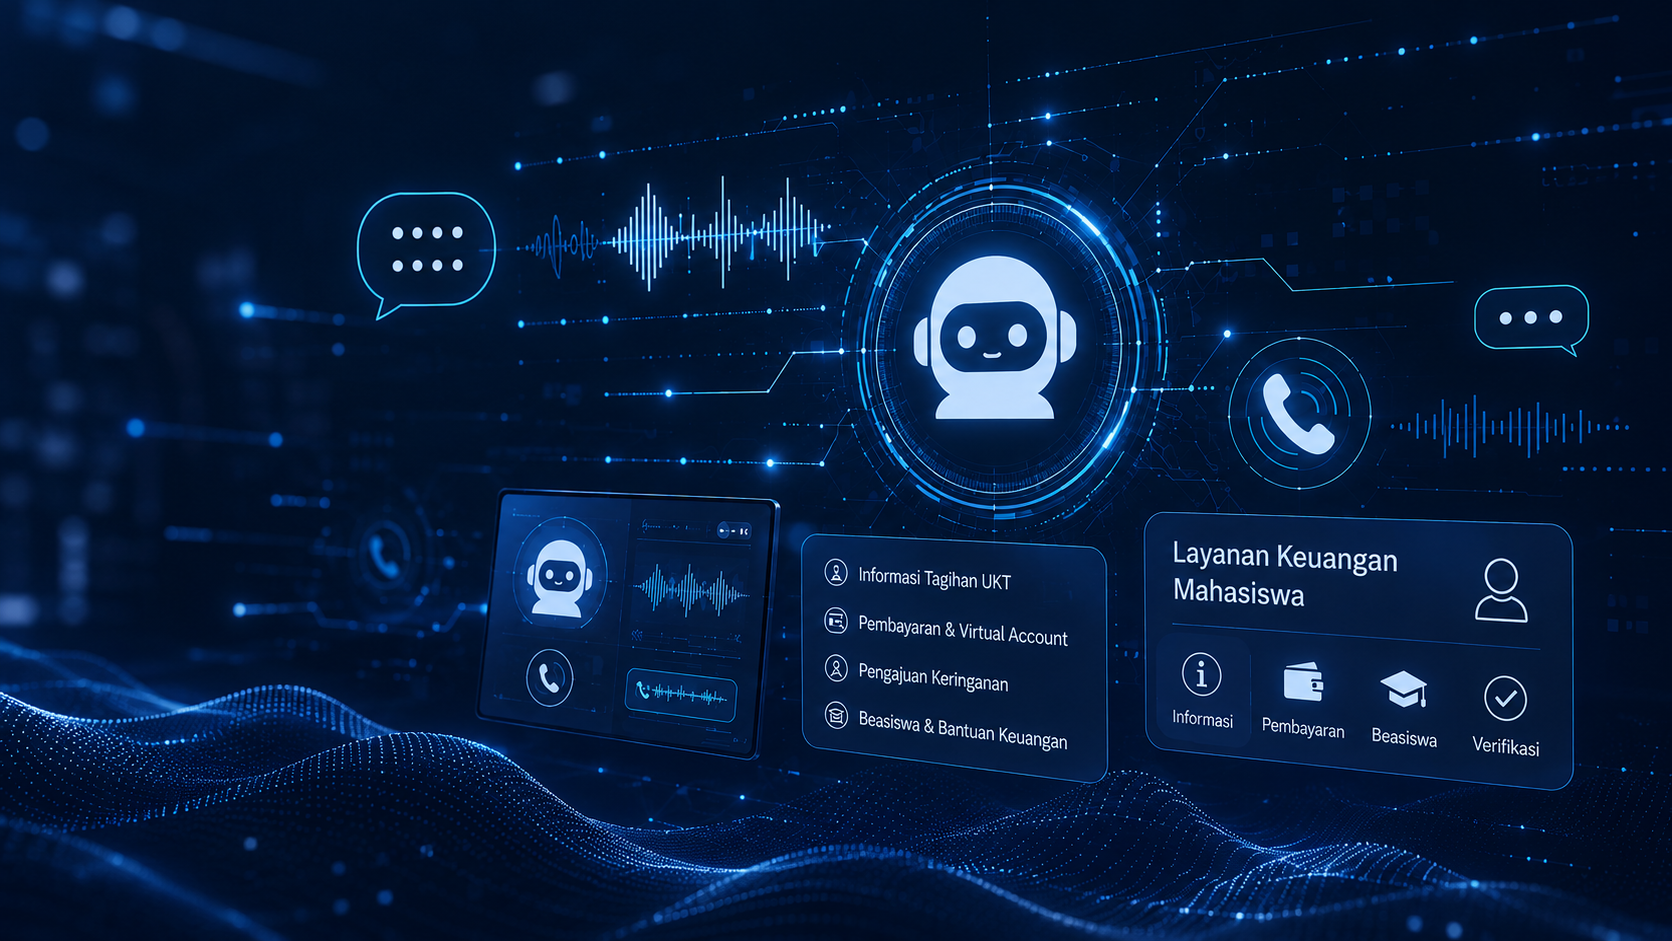 Informasi Tagihan UKT
Pembayaran & Virtual Account
Pengajuan Keringanan
Beasiswa & Bantuan Keuangan
Layanan Keuangan
Mahasiswa
Informasi
Pembayaran
Beasiswa
Verifikasi